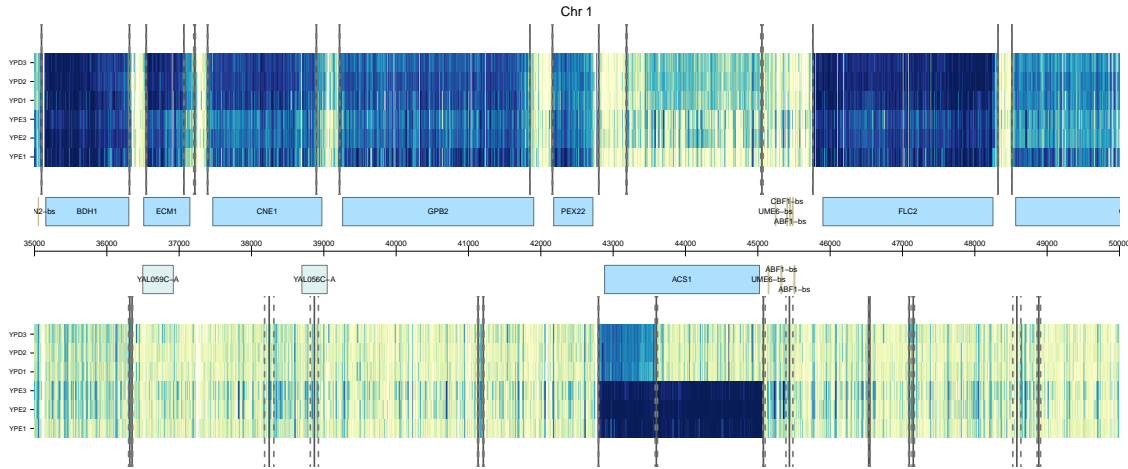 Chr 1
YPD3
YPD2
YPD1
YPE3
YPE2
YPE1
N2−bs BDH1 ECM1 CNE1 GPB2 PEX22 CBF1−bs UME6−bs ABF1−bs FLC2
35000 36000 37000 38000 39000 40000 41000 42000 43000 44000 45000 46000 47000 48000 49000 50000
YAL059C−A YAL056C−A ACS1 ABF1−bs UME6−bs ABF1−bs
YPD3
YPD2
YPD1
YPE3
YPE2
YPE1